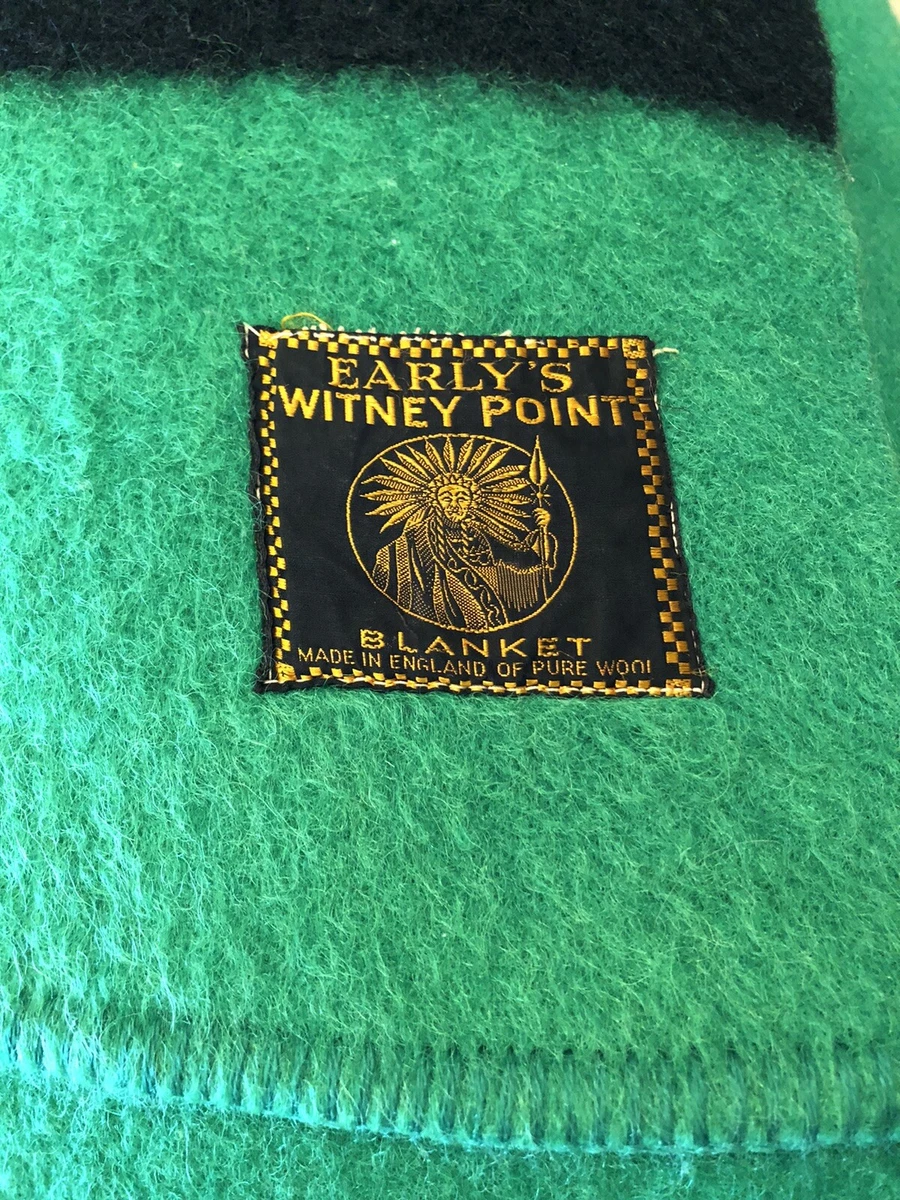 EARLY'S
WITNEY POINT
BLANKET
MADE IN ENGLAND OF PURE WOOL